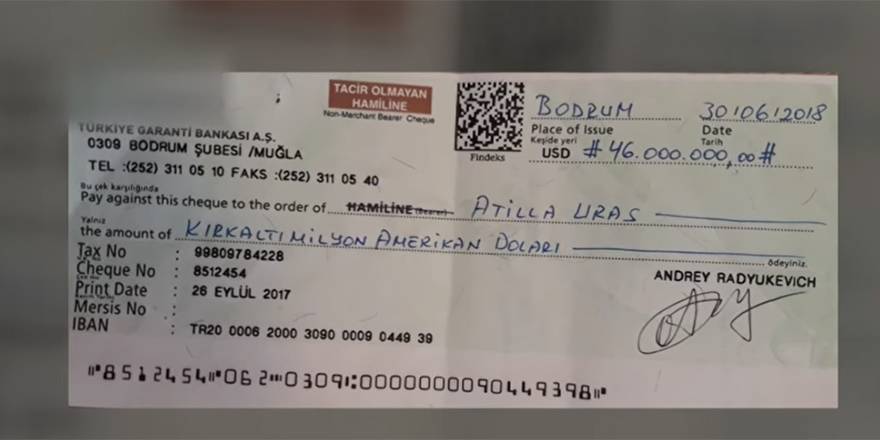 TACİR OLMAYAN
HAMİLİNE
Non-Merchant Bearer Cheque
BODRUM 30/06/2018
Place of Issue Date
Keşide yeri Tarih
Findeks USD #46.000.000,00#
TÜRKİYE GARANTİ BANKASI A.Ş.
0309 BODRUM ŞUBESİ /MUĞLA
TEL :(252) 311 05 10 FAKS :(252) 311 05 40
Bu çek karşılığında
Pay against this cheque to the order of HAMİLİNE (Bearer) ATİLLA URAS
Yalnız
the amount of KIRKALTI MİLYON AMERİKAN DOLARI ödeyiniz.
Tax No : 99809784228
Cheque No : 8512454
Print Date : 26 EYLÜL 2017
Mersis No :
IBAN : TR20 0006 2000 3090 0009 0449 39
ANDREY RADYUKEVICH
⑈8512454⑈062⑉0309⑆0000000090449398⑈